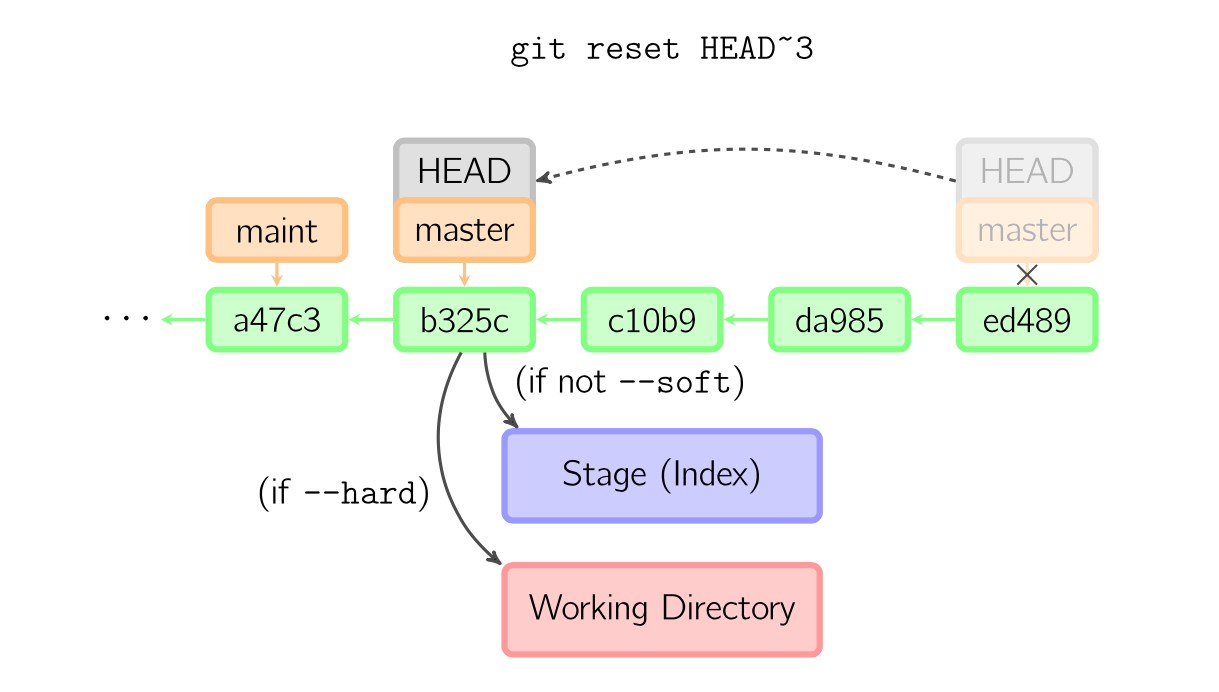 git reset HEAD~3
HEAD
HEAD
maint
master
master
... a47c3 b325c c10b9 da985 ed489
(if not --soft)
Stage (Index)
(if --hard)
Working Directory